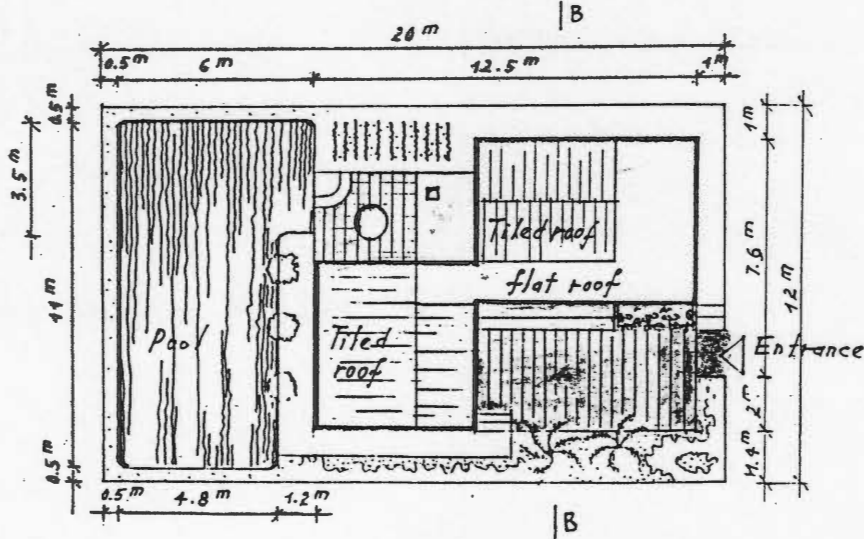 B
20 m
0.5 m 6 m 12.5 m 1 m
0.5 m
3.5 m
11 m
0.5 m
1 m
7.6 m
12 m
2 m
1.4 m
Tiled roof
flat roof
Pool
Tiled
roof
Entrance
0.5 m 4.8 m 1.2 m
B